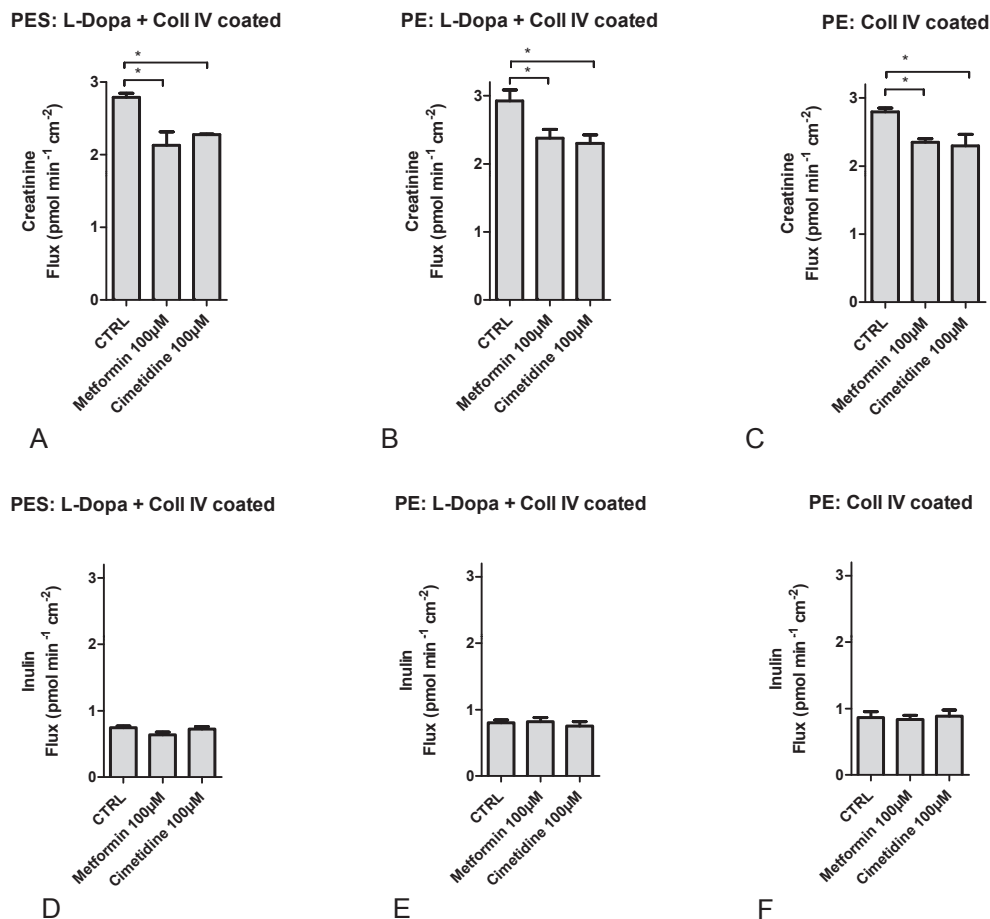 PES: L-Dopa + Coll IV coated
PE: L-Dopa + Coll IV coated
PE: Coll IV coated
*
*
3
2
1
0
Creatinine
Flux (pmol min⁻¹ cm⁻²)
CTRL
Metformin 100µM
Cimetidine 100µM
A
*
*
3
2
1
0
Creatinine
Flux (pmol min⁻¹ cm⁻²)
CTRL
Metformin 100µM
Cimetidine 100µM
B
*
*
3
2
1
0
Creatinine
Flux (pmol min⁻¹ cm⁻²)
CTRL
Metformin 100µM
Cimetidine 100µM
C
PES: L-Dopa + Coll IV coated
PE: L-Dopa + Coll IV coated
PE: Coll IV coated
3
2
1
0
Inulin
Flux (pmol min⁻¹ cm⁻²)
CTRL
Metformin 100µM
Cimetidine 100µM
D
3
2
1
0
Inulin
Flux (pmol min⁻¹ cm⁻²)
CTRL
Metformin 100µM
Cimetidine 100µM
E
3
2
1
0
Inulin
Flux (pmol min⁻¹ cm⁻²)
CTRL
Metformin 100µM
Cimetidine 100µM
F